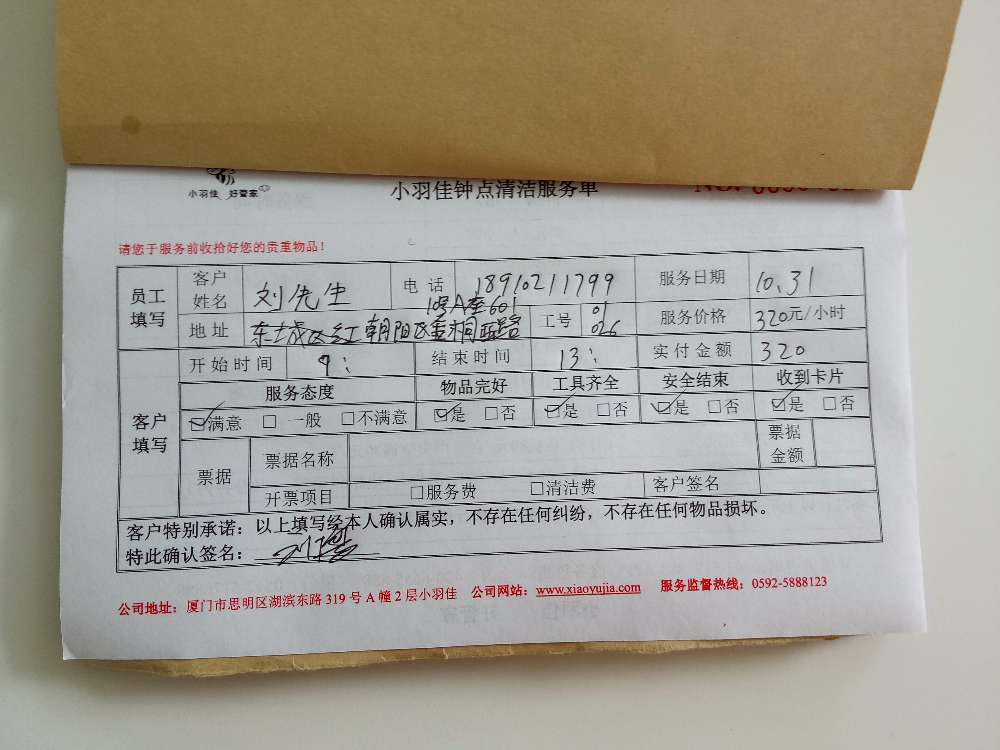 小羽佳 好管家
小羽佳钟点清洁服务单
请您于服务前收拾好您的贵重物品！
员工填写 客户姓名 刘先生 电话 18910211799 服务日期 10.31
10号A座601
地址 东城区红朝阳区金桐西路 工号 01 026 服务价格 320元/小时
客户填写 开始时间 9： 结束时间 13： 实付金额 320
服务态度 物品完好 工具齐全 安全结束 收到卡片
☑满意 □ 一般 □不满意 ☑是 □否 ☑是 □否 ☑是 □否 ☑是 □否
票据 票据名称 票据金额
开票项目 □服务费 □清洁费 客户签名
客户特别承诺：以上填写经本人确认属实，不存在任何纠纷，不存在任何物品损坏。
特此确认签名：
公司地址：厦门市思明区湖滨东路 319 号 A 幢 2 层小羽佳 公司网站：www.xiaoyujia.com 服务监督热线：0592-5888123